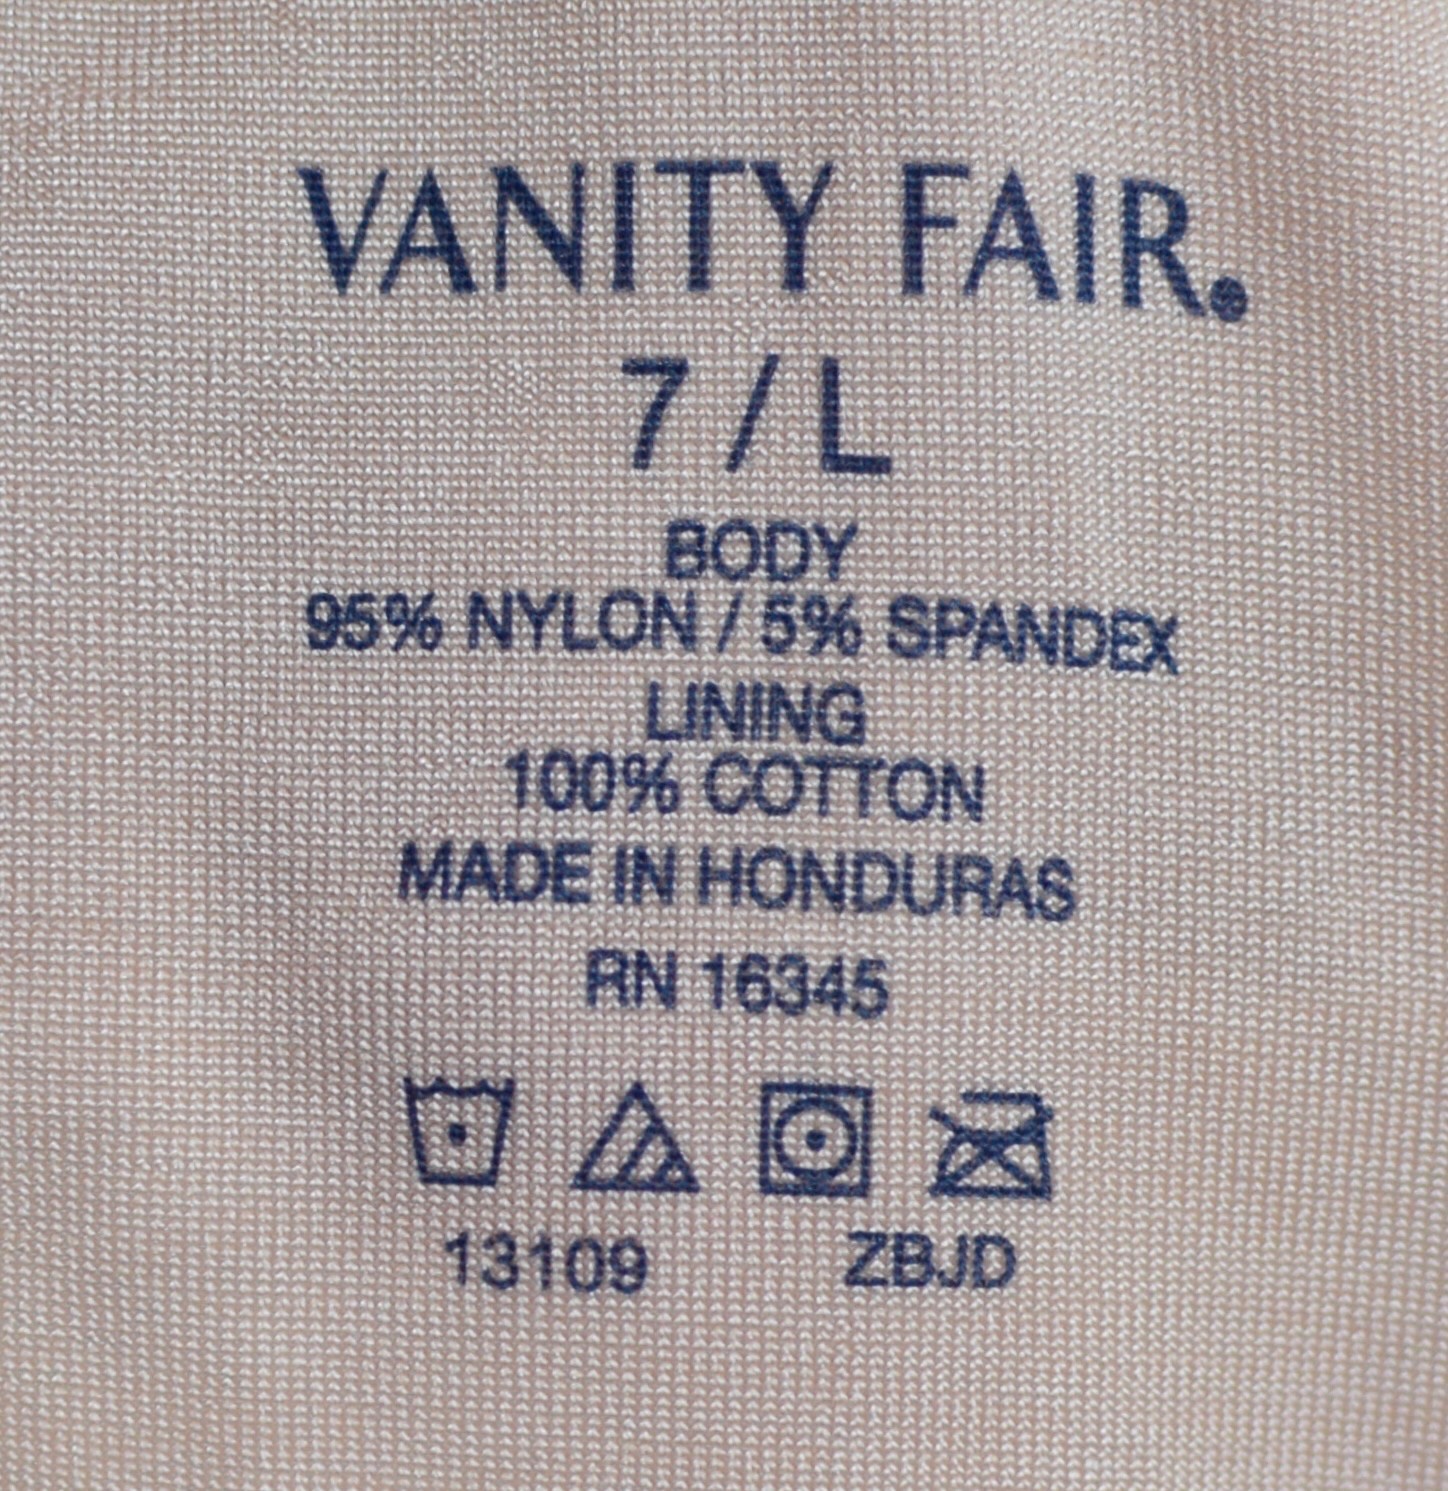 VANITY FAIR®
7 / L
BODY
95% NYLON / 5% SPANDEX
LINING
100% COTTON
MADE IN HONDURAS
RN 16345
13109 ZBJD